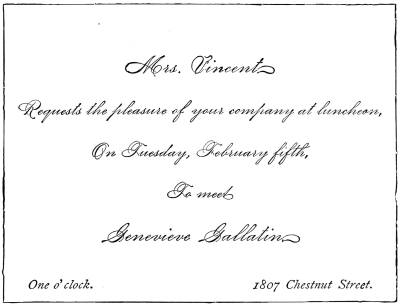 Mrs. Vincent
Requests the pleasure of your company at luncheon,
On Tuesday, February fifth,
To meet
Genevieve Gallatin
One o'clock.
1807 Chestnut Street.